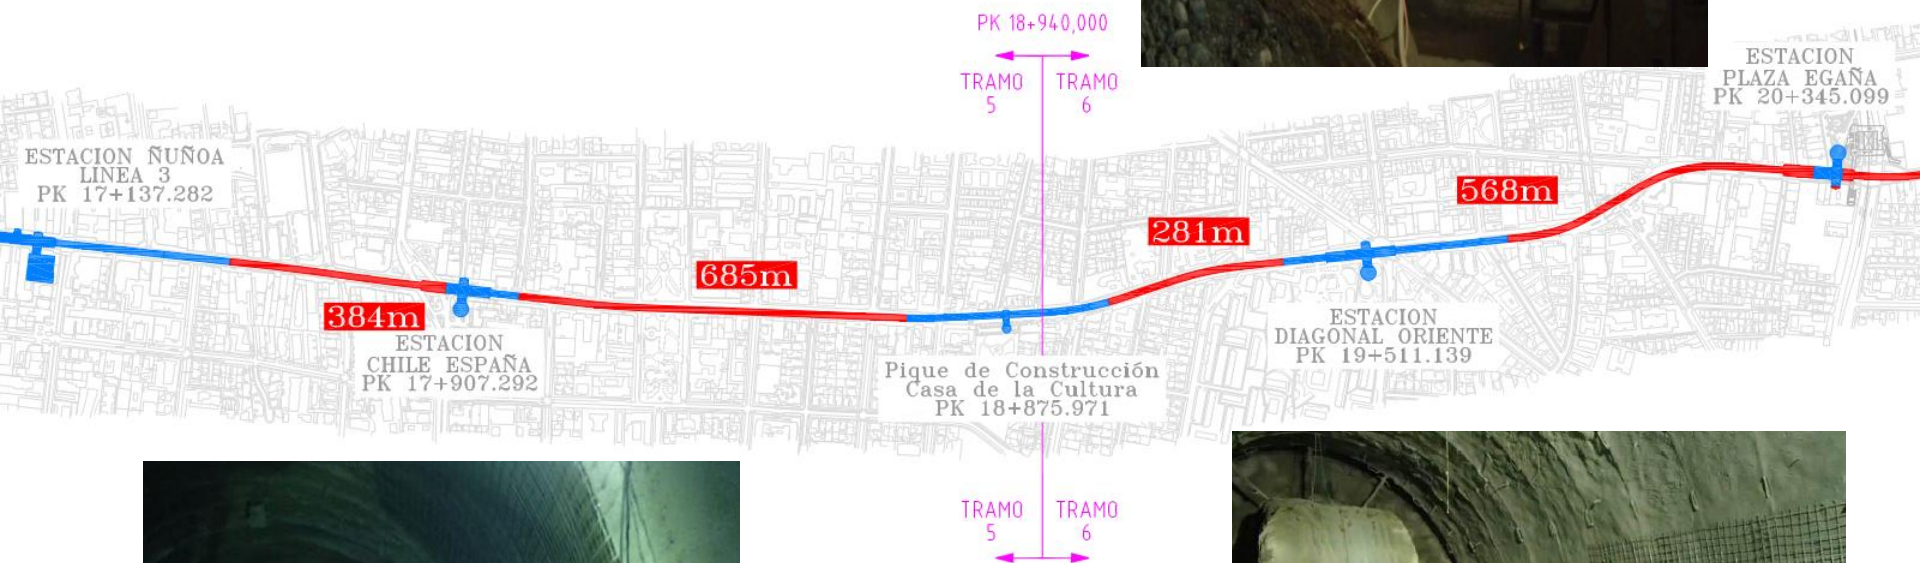 PK 18+940,000
TRAMO
5
TRAMO
6
ESTACION
PLAZA EGAÑA
PK 20+345.099
ESTACION ÑUÑOA
LINEA 3
PK 17+137.282
568m
281m
685m
384m
ESTACION
CHILE ESPAÑA
PK 17+907.292
Pique de Construcción
Casa de la Cultura
PK 18+875.971
ESTACION
DIAGONAL ORIENTE
PK 19+511.139
TRAMO
5
TRAMO
6